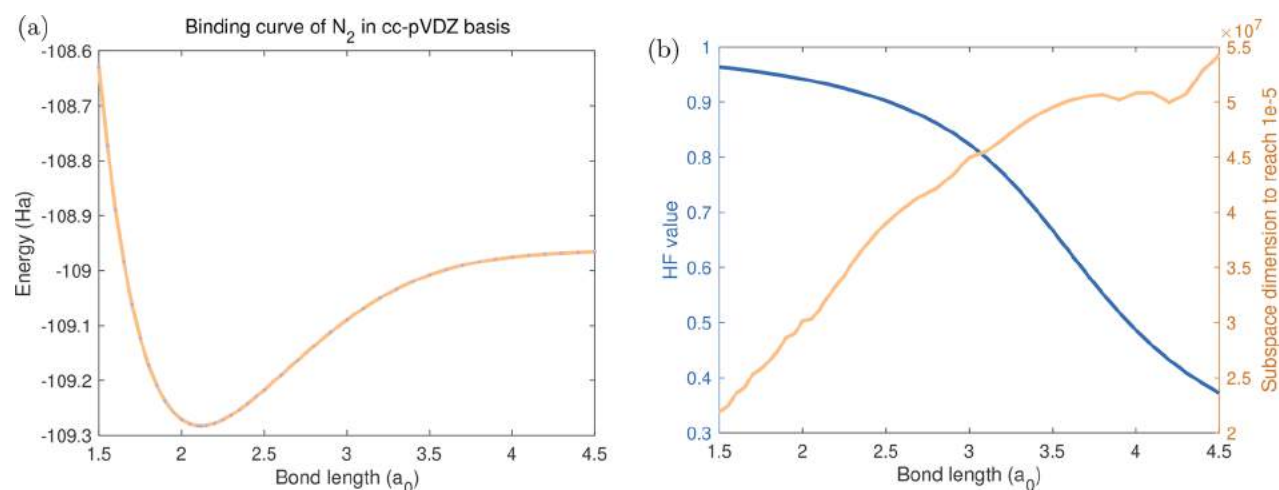 (a)
Binding curve of N2 in cc-pVDZ basis
-108.6
-108.7
-108.8
-108.9
-109
-109.1
-109.2
-109.3
Energy (Ha)
1.5 2 2.5 3 3.5 4 4.5
Bond length (a0)
(b)
×10^7
1
0.9
0.8
0.7
0.6
0.5
0.4
0.3
HF value
5.5
5
4.5
4
3.5
3
2.5
2
Subspace dimension to reach 1e-5
1.5 2 2.5 3 3.5 4 4.5
Bond length (a0)